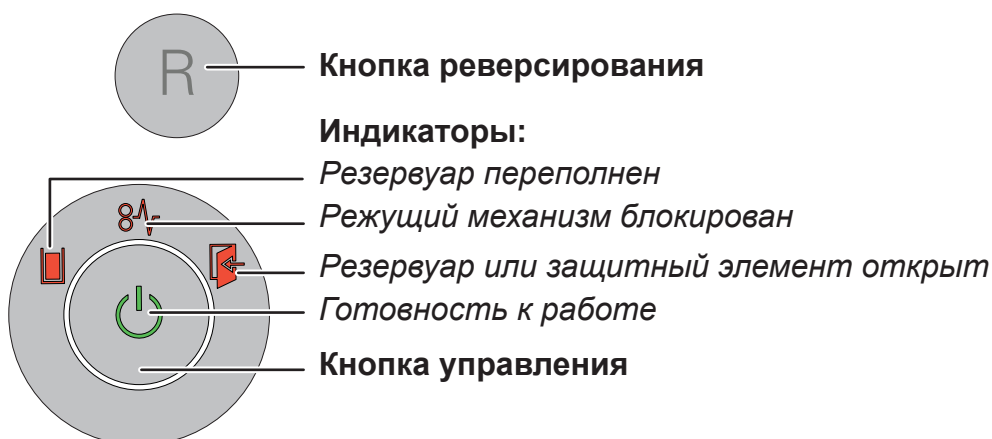 R
Кнопка реверсирования
Индикаторы:
Резервуар переполнен
Режущий механизм блокирован
Резервуар или защитный элемент открыт
Готовность к работе
Кнопка управления